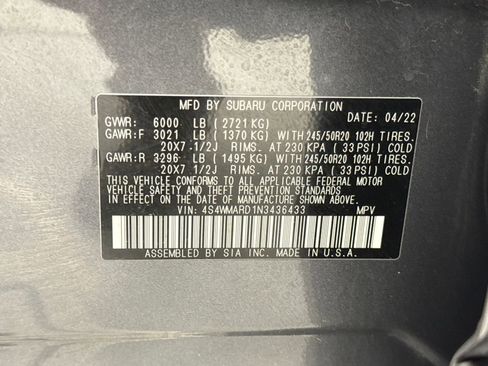 MFD BY SUBARU CORPORATION
GVWR: 6000 LB ( 2721 KG) DATE: 04/22
GAWR:F 3021 LB ( 1370 KG) WITH 245/50R20 102H TIRES.
20X7 1/2J RIMS.AT 230 KPA ( 33 PSI) COLD
GAWR:R 3296 LB ( 1495 KG) WITH 245/50R20 102H TIRES.
20X7 1/2J RIMS.AT 230 KPA ( 33 PSI) COLD
THIS VEHICLE CONFORMS TO ALL APPLICABLE FEDERAL MOTOR
VEHICLE SAFETY AND THEFT PREVENTION STANDARDS
IN EFFECT ON THE DATE OF MANUFACTURE SHOWN ABOVE.
VIN: 4S4WMARD1N3436433 MPV
ASSEMBLED BY SIA INC. MADE IN U.S.A.